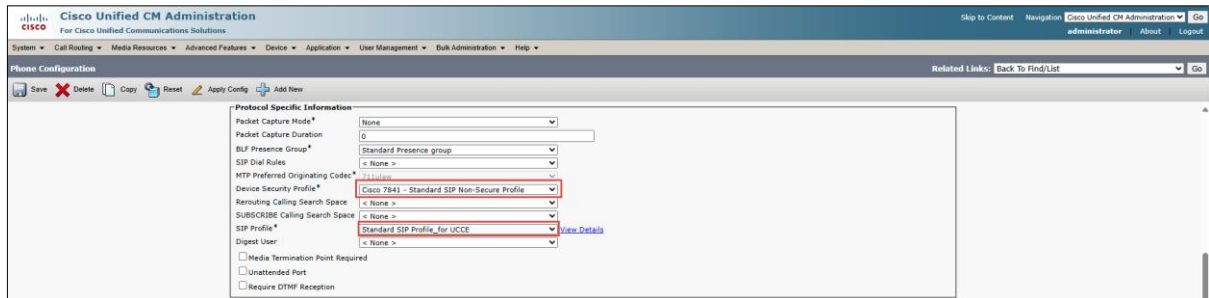 Cisco Unified CM Administration
For Cisco Unified Communications Solutions
CISCO
Skip to Content Navigation Cisco Unified CM Administration Go
administrator About Logout
System Call Routing Media Resources Advanced Features Device Application User Management Bulk Administration Help
Phone Configuration
Related Links: Back To Find/List Go
Save Delete Copy Reset Apply Config Add New
Protocol Specific Information
Packet Capture Mode* None
Packet Capture Duration 0
BLF Presence Group* Standard Presence group
SIP Dial Rules < None >
MTP Preferred Originating Codec* 711ulaw
Device Security Profile* Cisco 7841 - Standard SIP Non-Secure Profile
Rerouting Calling Search Space < None >
SUBSCRIBE Calling Search Space < None >
SIP Profile* Standard SIP Profile_for UCCE View Details
Digest User < None >
Media Termination Point Required
Unattended Port
Require DTMF Reception